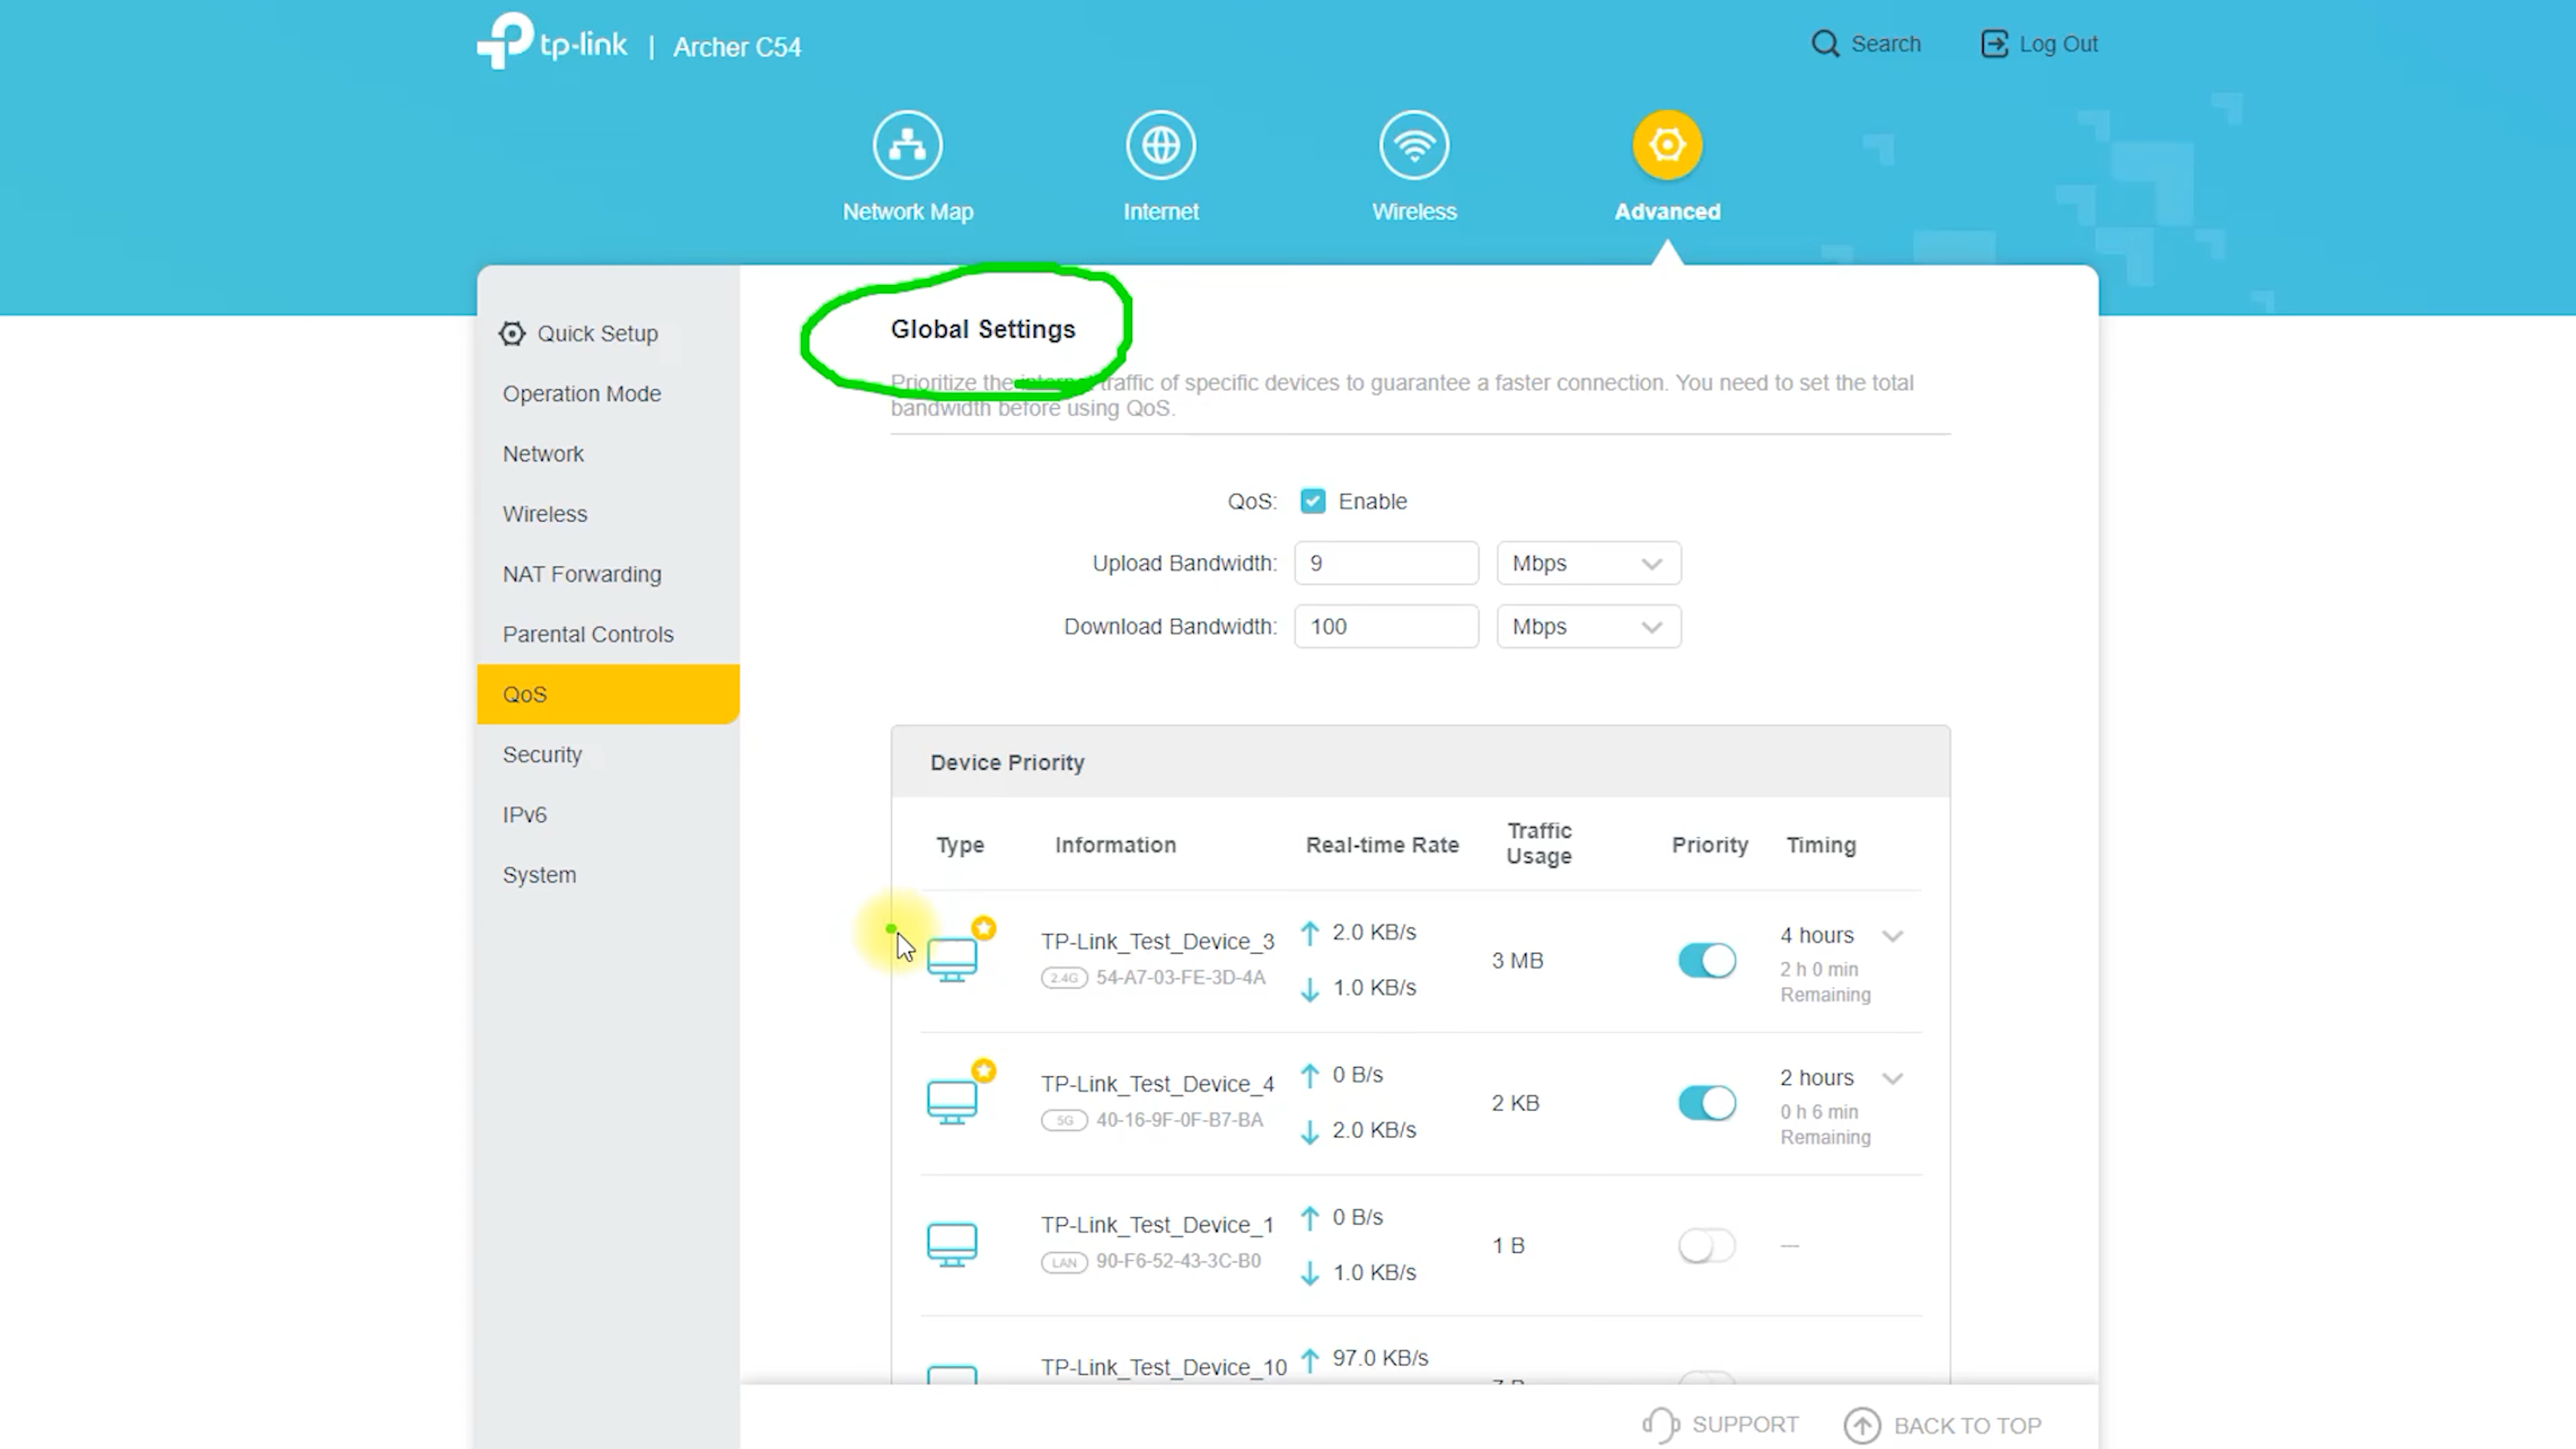 tp-link | Archer C54
Search
Log Out
Network Map
Internet
Wireless
Advanced
Quick Setup
Operation Mode
Network
Wireless
NAT Forwarding
Parental Controls
QoS
Security
IPv6
System
Global Settings
Prioritize the internet traffic of specific devices to guarantee a faster connection. You need to set the total
bandwidth before using QoS.
QoS: Enable
Upload Bandwidth: 9 Mbps
Download Bandwidth: 100 Mbps
Device Priority
Type Information Real-time Rate Traffic Usage Priority Timing
TP-Link_Test_Device_3
2.4G 54-A7-03-FE-3D-4A
2.0 KB/s
1.0 KB/s
3 MB
4 hours
2 h 0 min
Remaining
TP-Link_Test_Device_4
5G 40-16-9F-0F-B7-BA
0 B/s
2.0 KB/s
2 KB
2 hours
0 h 6 min
Remaining
TP-Link_Test_Device_1
LAN 90-F6-52-43-3C-B0
0 B/s
1.0 KB/s
1 B
---
TP-Link_Test_Device_10
97.0 KB/s
SUPPORT
BACK TO TOP